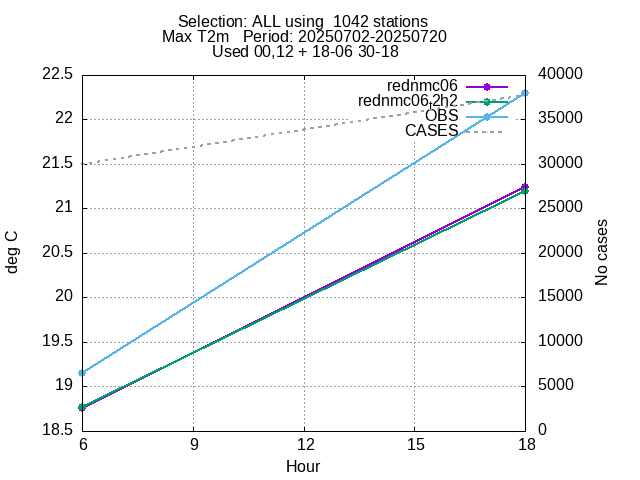 Selection: ALL using  1042 stations
Max T2m   Period: 20250702-20250720
Used 00,12 + 18-06 30-18
rednmc06
rednmc06,2h2
OBS
CASES
22.5
22
21.5
21
20.5
20
19.5
19
18.5
deg C
40000
35000
30000
25000
20000
15000
10000
5000
0
No cases
6 9 12 15 18
Hour